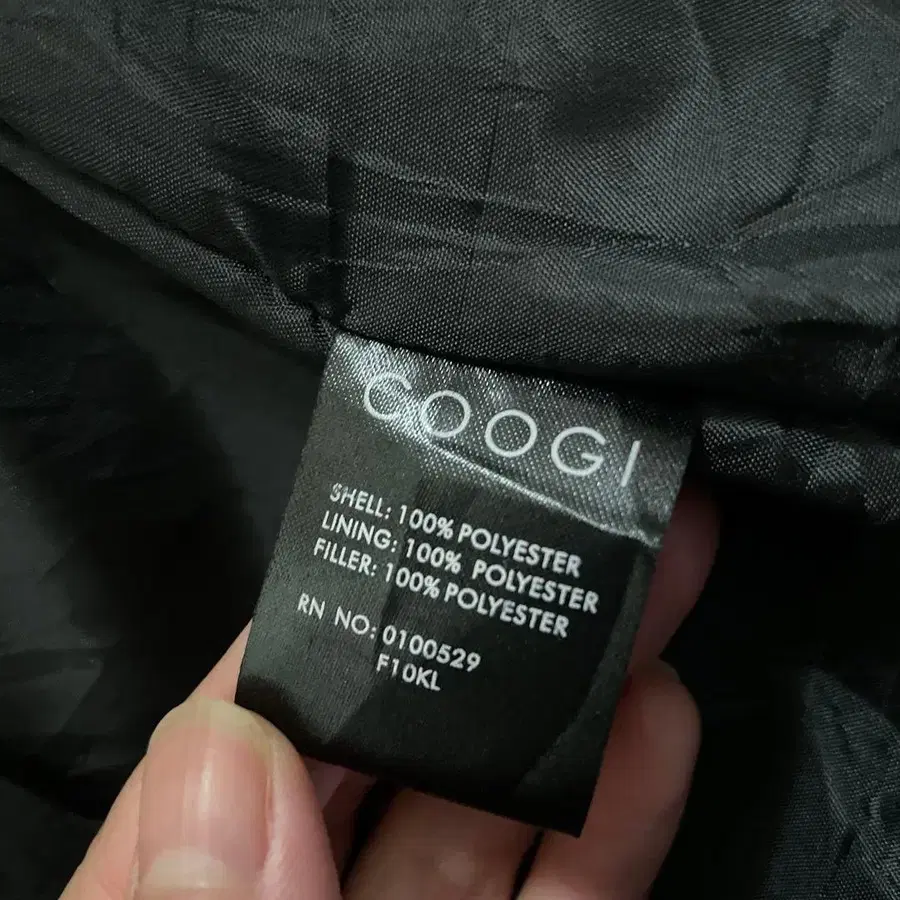 COOGI
SHELL: 100% POLYESTER
LINING: 100% POLYESTER
FILLER: 100% POLYESTER
RN NO: 0100529
F10KL